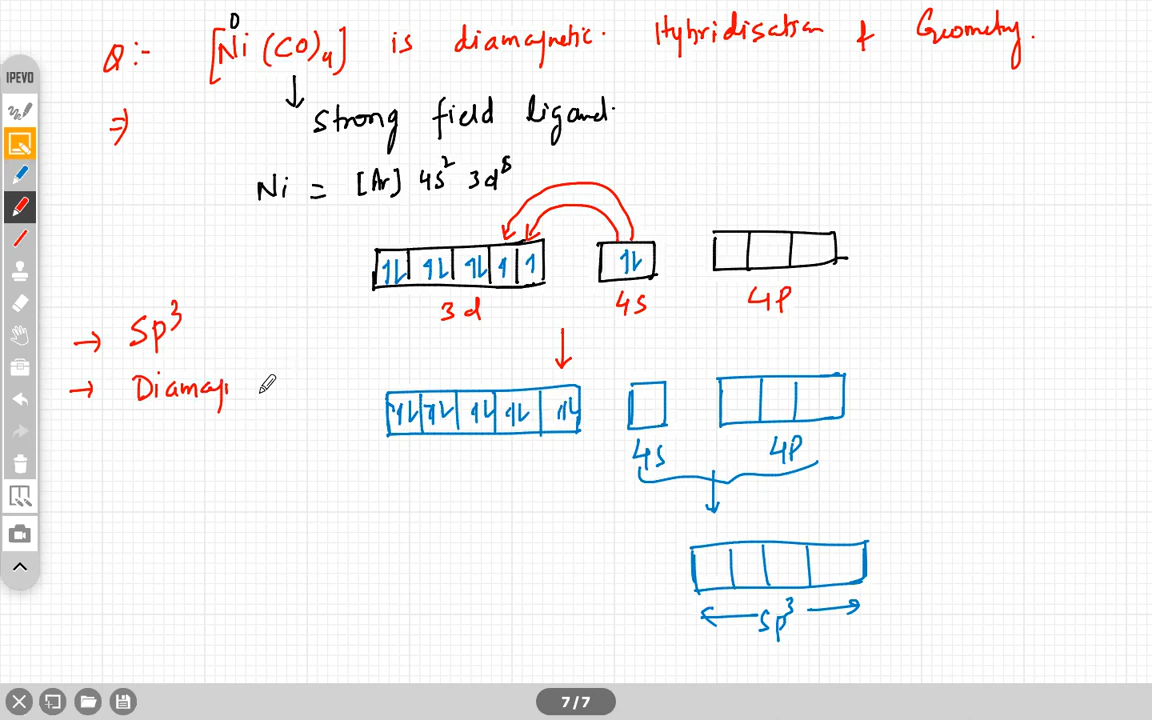 0
Q:- [Ni (CO)4] is diamagnetic. Hybridisation & Geometry.
IPEVO
⇒ ↓ Strong field ligand.
Ni = [Ar] 4s² 3d⁸
3d 4s 4P
→ Sp³
→ Diamag
4s 4P
Sp³
7/7